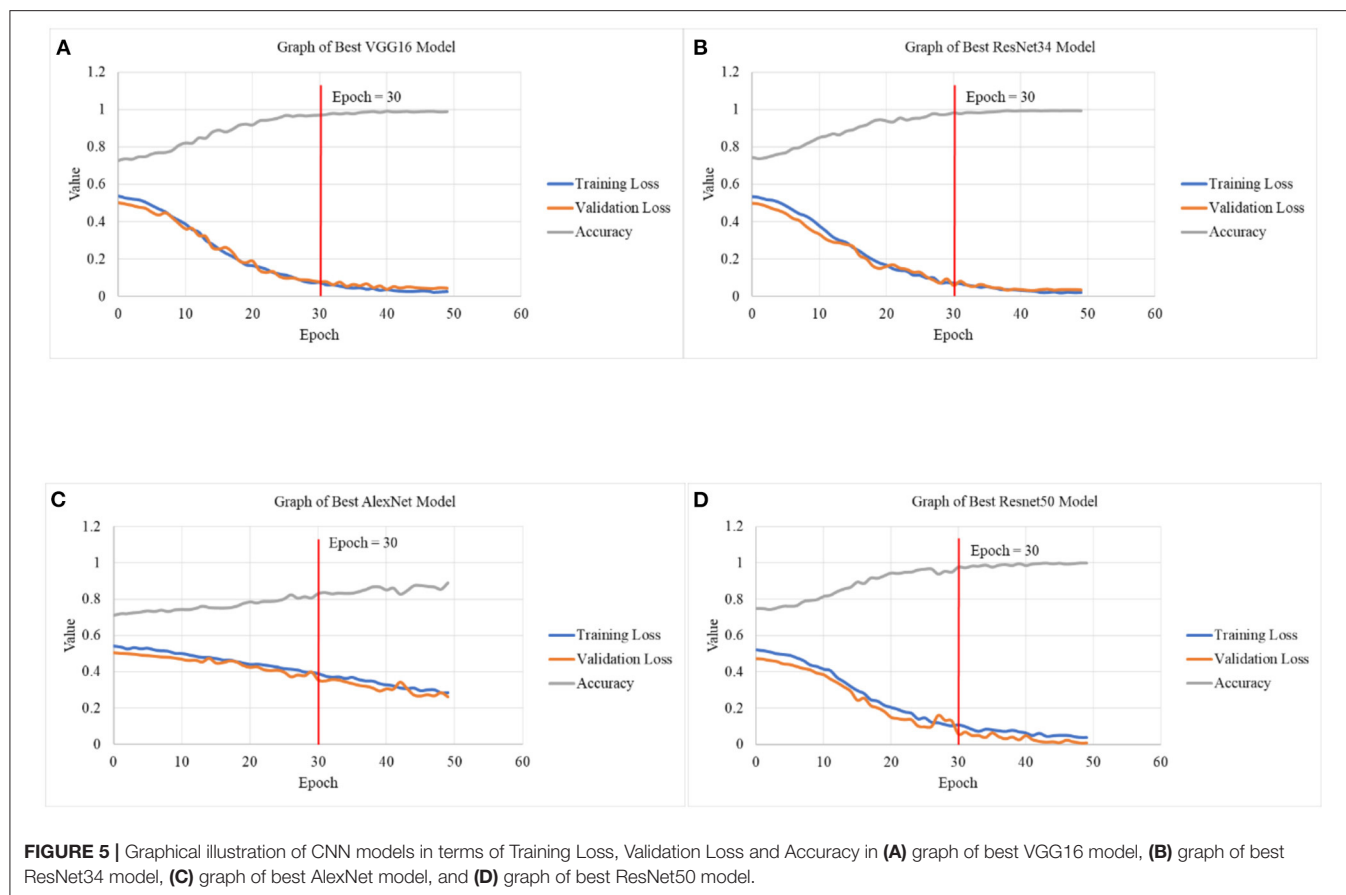 A
Graph of Best VGG16 Model
1.2
1
0.8
0.6
0.4
0.2
0
Value
Epoch = 30
Training Loss
Validation Loss
Accuracy
0 10 20 30 40 50 60
Epoch
B
Graph of Best ResNet34 Model
1.2
1
0.8
0.6
0.4
0.2
0
Value
Epoch = 30
Training Loss
Validation Loss
Accuracy
0 10 20 30 40 50 60
Epoch
C
Graph of Best AlexNet Model
1.2
1
0.8
0.6
0.4
0.2
0
Value
Epoch = 30
Training Loss
Validation Loss
Accuracy
0 10 20 30 40 50 60
Epoch
D
Graph of Best Resnet50 Model
1.2
1
0.8
0.6
0.4
0.2
0
Value
Epoch = 30
Training Loss
Validation Loss
Accuracy
0 10 20 30 40 50 60
Epoch
FIGURE 5 | Graphical illustration of CNN models in terms of Training Loss, Validation Loss and Accuracy in (A) graph of best VGG16 model, (B) graph of best
ResNet34 model, (C) graph of best AlexNet model, and (D) graph of best ResNet50 model.